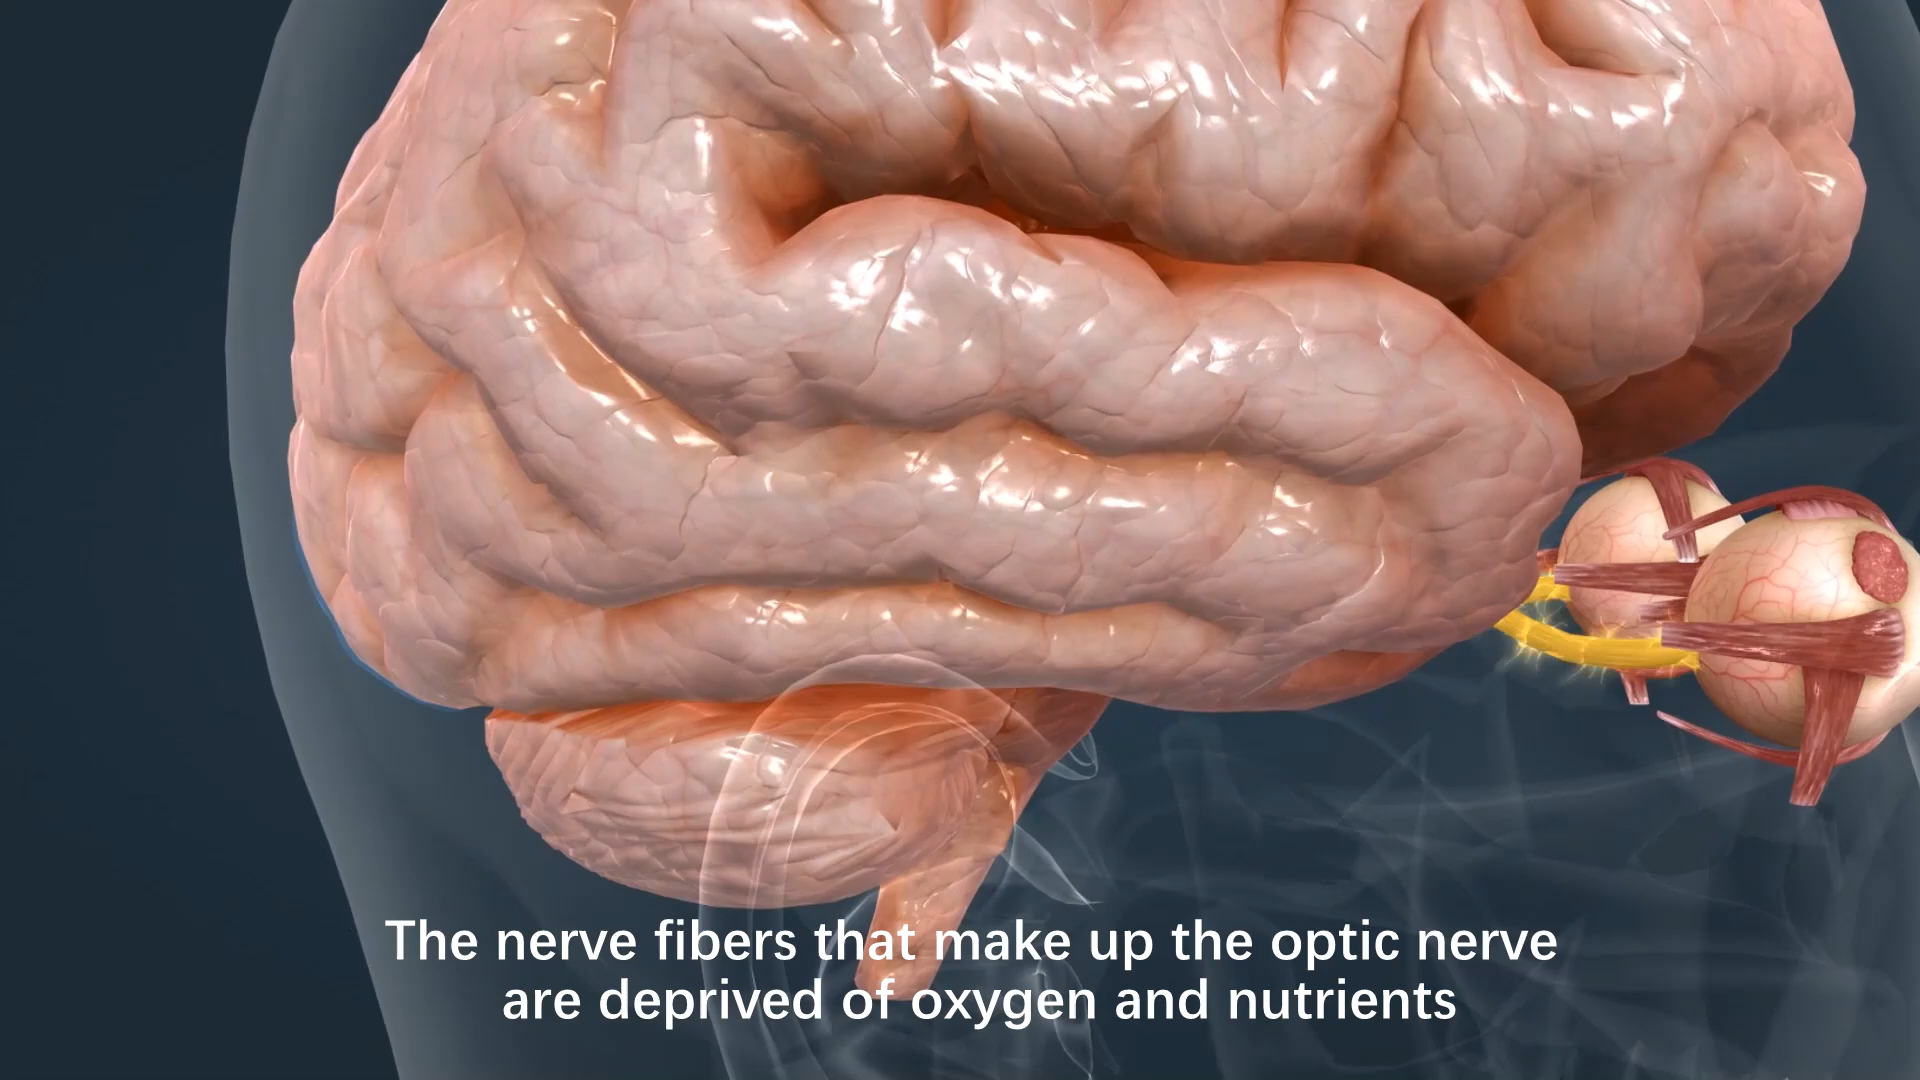 The nerve fibers that make up the optic nerve
are deprived of oxygen and nutrients